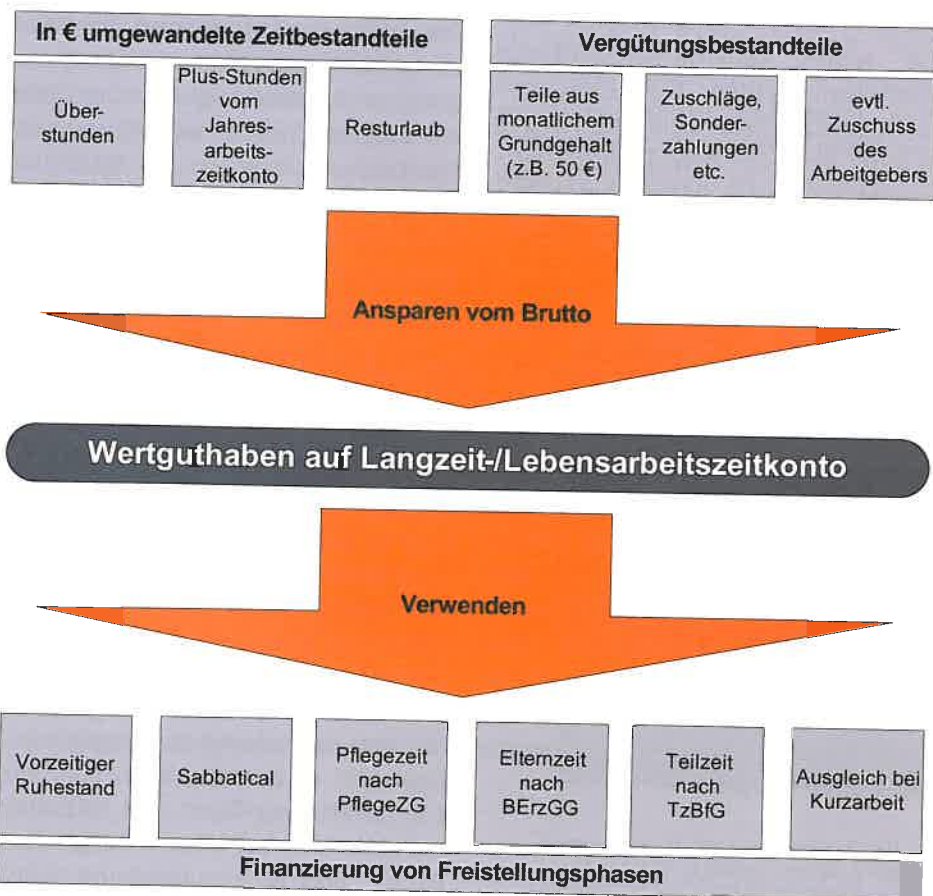 In € umgewandelte Zeitbestandteile
Vergütungsbestandteile
Über-
stunden
Plus-Stunden
vom
Jahres-
arbeits-
zeitkonto
Resturlaub
Teile aus
monatlichem
Grundgehalt
(z.B. 50 €)
Zuschläge,
Sonder-
zahlungen
etc.
evtl.
Zuschuss
des
Arbeitgebers
Ansparen vom Brutto
Wertguthaben auf Langzeit-/Lebensarbeitszeitkonto
Verwenden
Vorzeitiger
Ruhestand
Sabbatical
Pflegezeit
nach
PflegeZG
Elternzeit
nach
BErzGG
Teilzeit
nach
TzBfG
Ausgleich bei
Kurzarbeit
Finanzierung von Freistellungsphasen